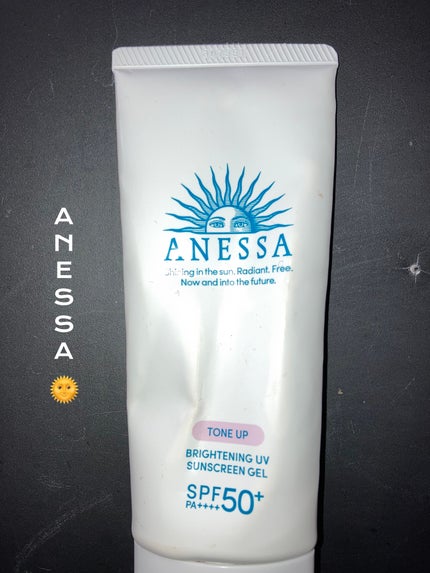 ANESSA
ANESSA
in the sun. Radiant. Free.
Now and into the future.
TONE UP
BRIGHTENING UV
SUNSCREEN GEL
SPF50+
PA++++